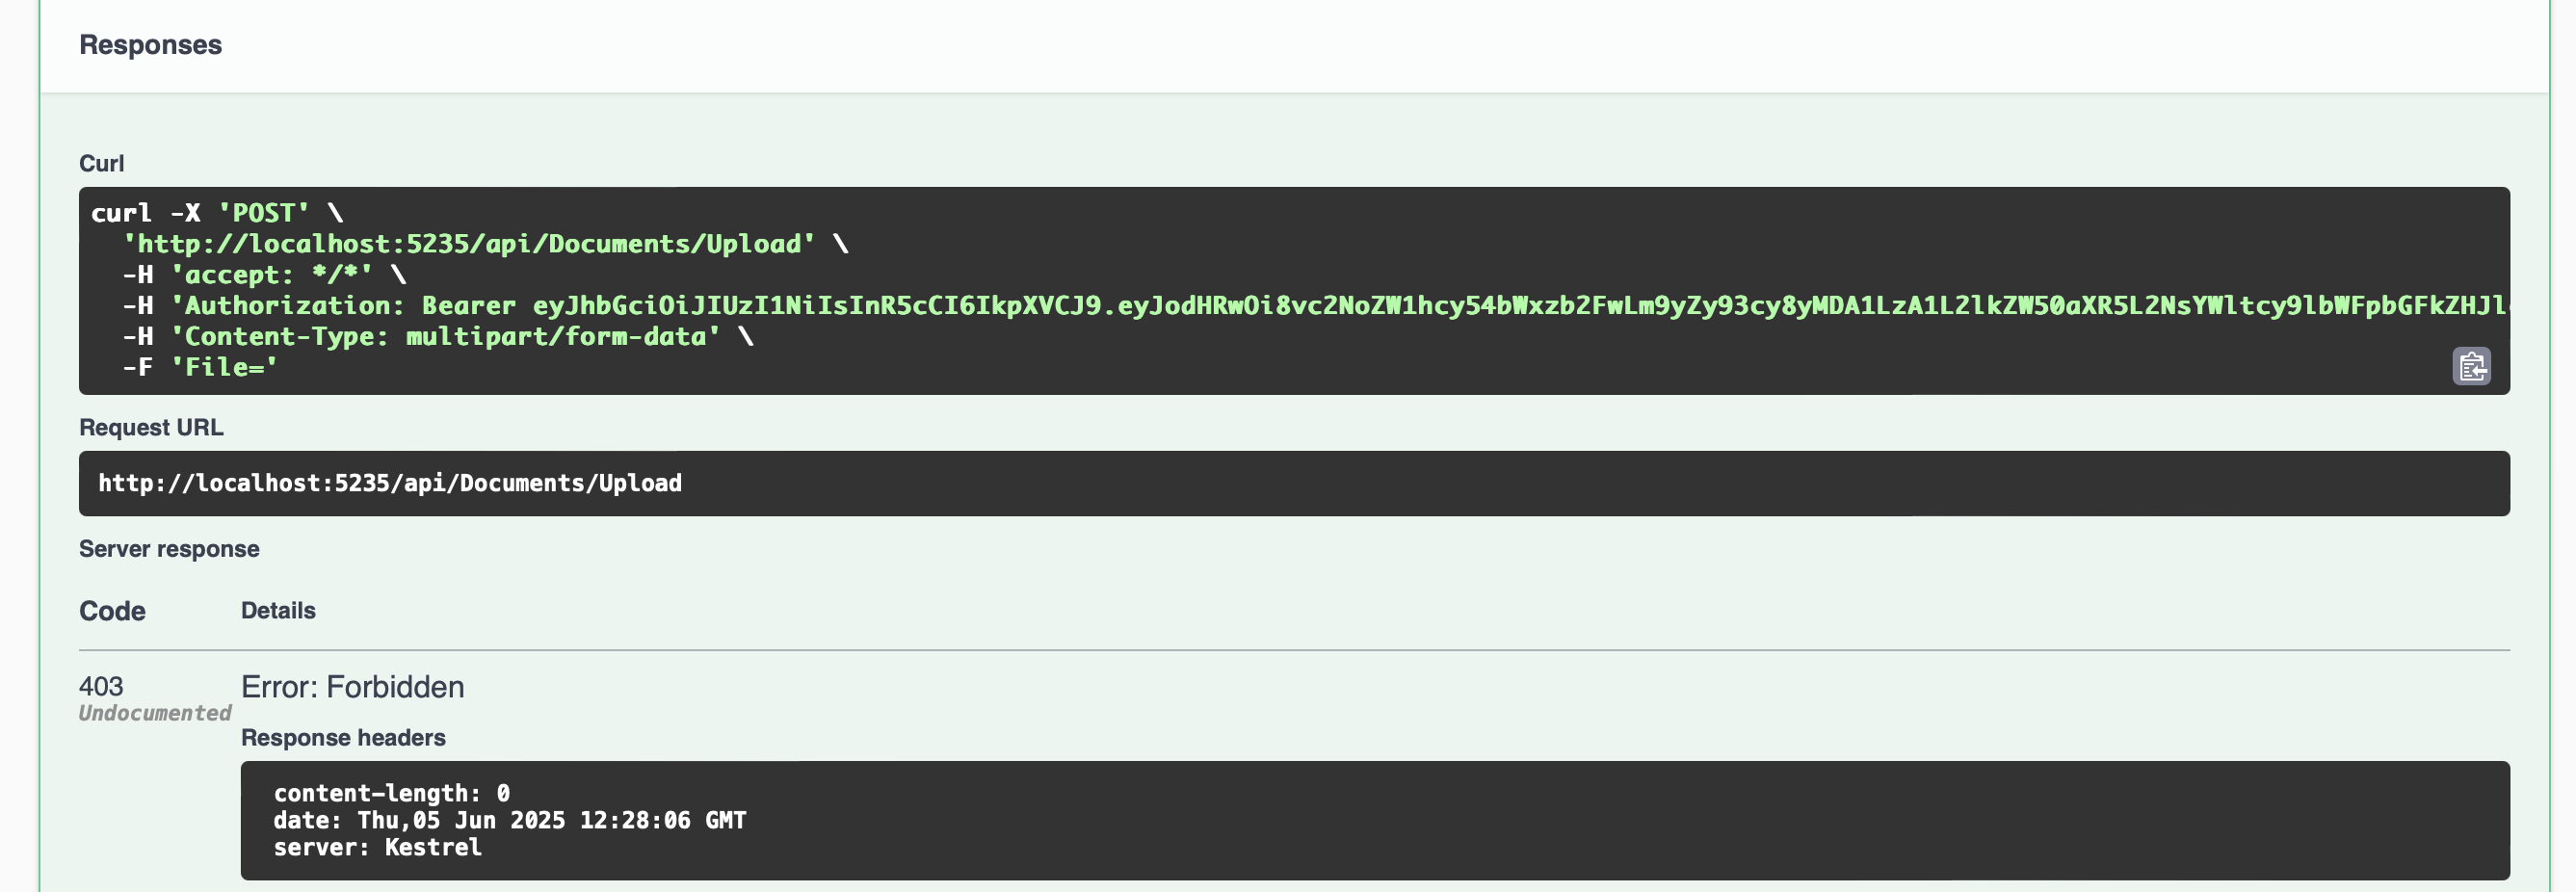 Responses
Curl
curl -X 'POST' \
'http://localhost:5235/api/Documents/Upload' \
-H 'accept: */*' \
-H 'Authorization: Bearer eyJhbGciOiJIUzI1NiIsInR5cCI6IkpXVCJ9.eyJodHRwOi8vc2NoZW1hcy54bWxzb2FwLm9yZy93cy8yMDA1LzA1L2lkZW50aXR5L2NsYWltcy9lbWFpbGFkZHJl
-H 'Content-Type: multipart/form-data' \
-F 'File='
Request URL
http://localhost:5235/api/Documents/Upload
Server response
Code Details
403 Error: Forbidden
Undocumented
Response headers
content-length: 0
date: Thu,05 Jun 2025 12:28:06 GMT
server: Kestrel